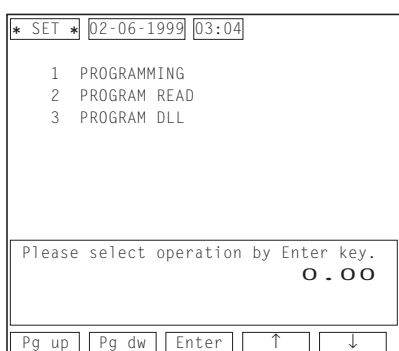 * SET * 02-06-1999 03:04
1 PROGRAMMING
2 PROGRAM READ
3 PROGRAM DLL
Please select operation by Enter key.
0.00
Pg up Pg dw Enter ↑ ↓